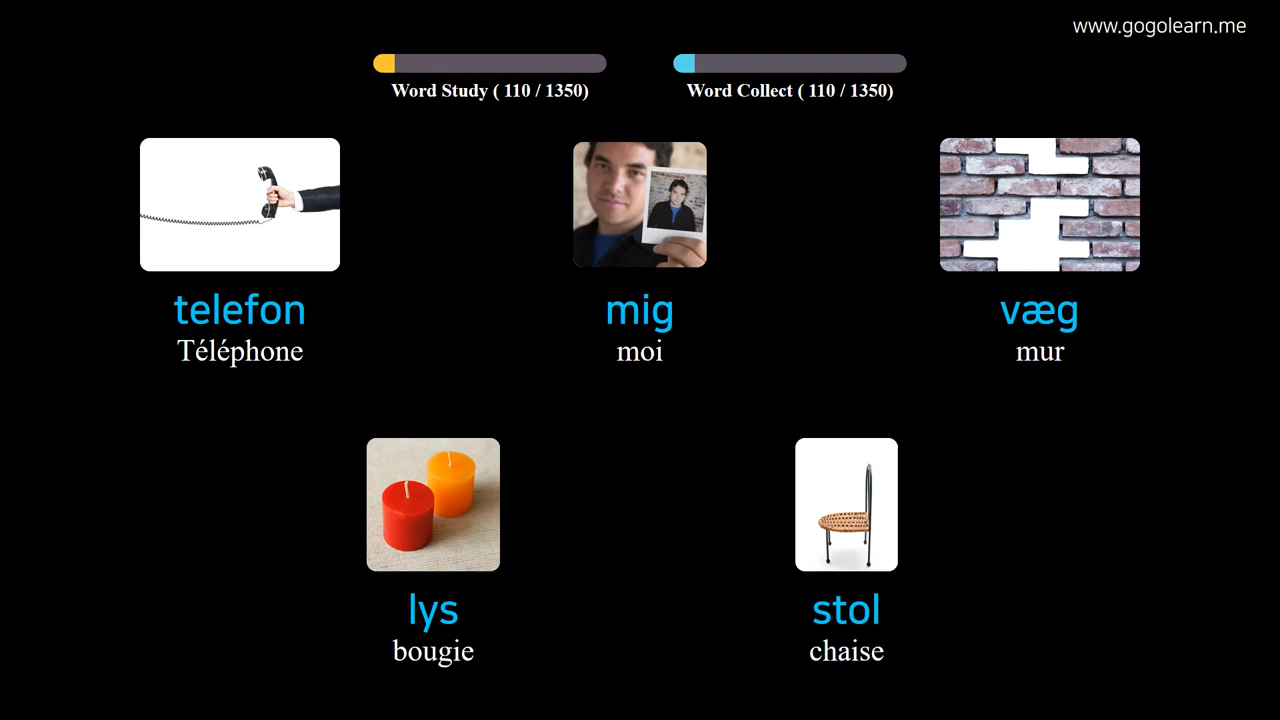 www.gogolearn.me
Word Study ( 110 / 1350)
Word Collect ( 110 / 1350)
telefon
Téléphone
mig
moi
væg
mur
lys
bougie
stol
chaise